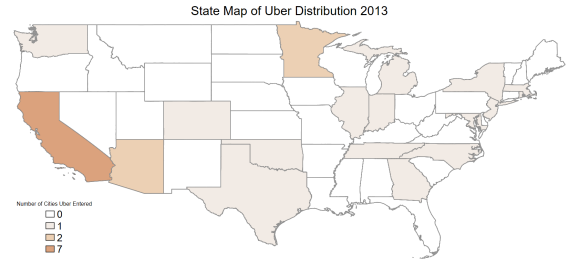 State Map of Uber Distribution 2013
Number of Cities Uber Entered
0
1
2
7